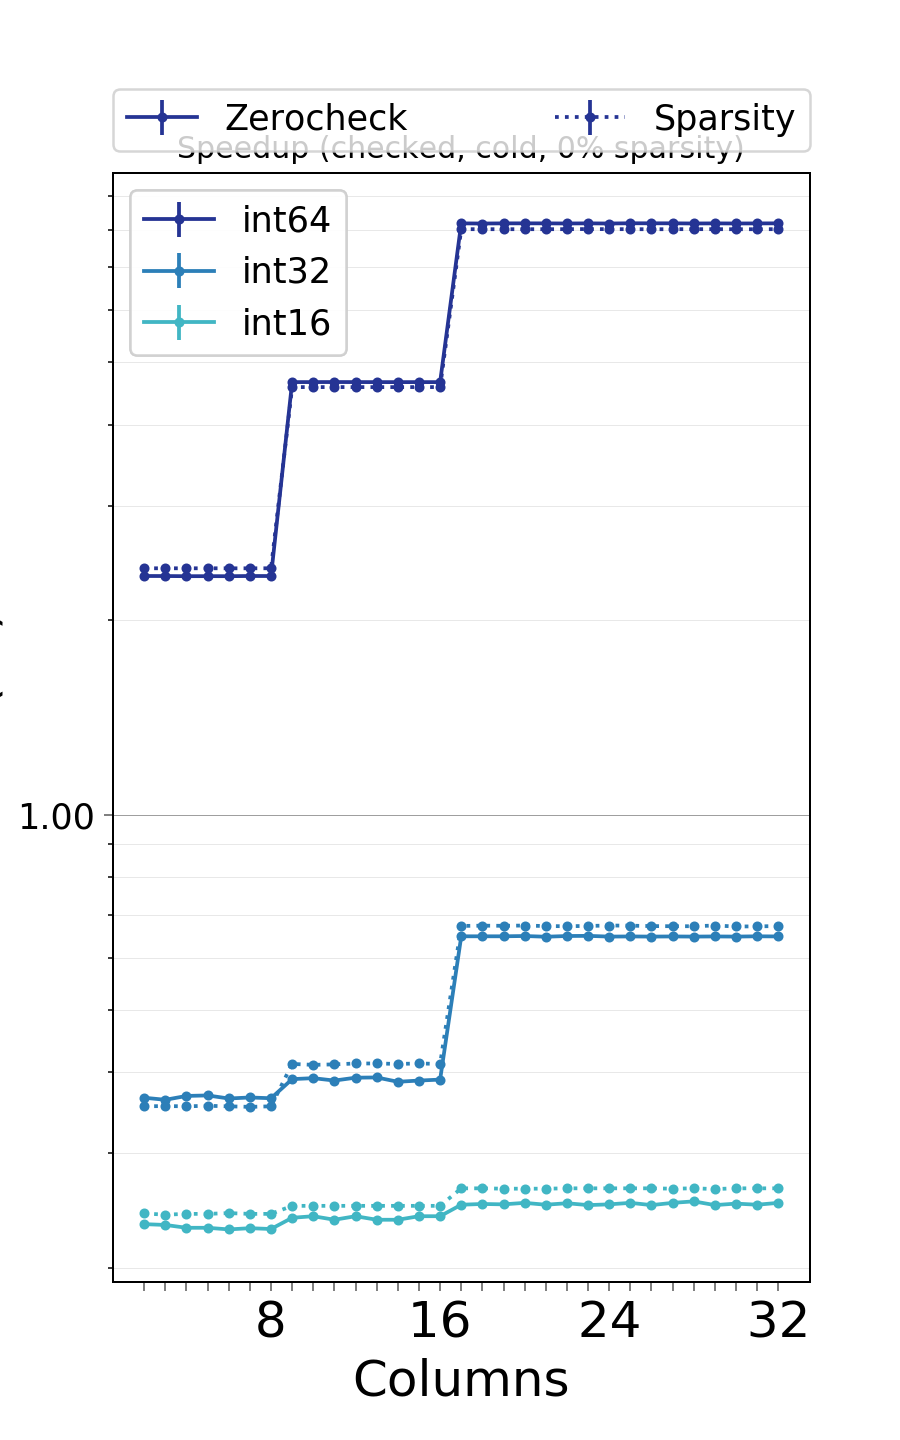 Zerocheck Sparsity
Speedup (checked, cold, 0% sparsity)
int64
int32
int16
1.00
8 16 24 32
Columns